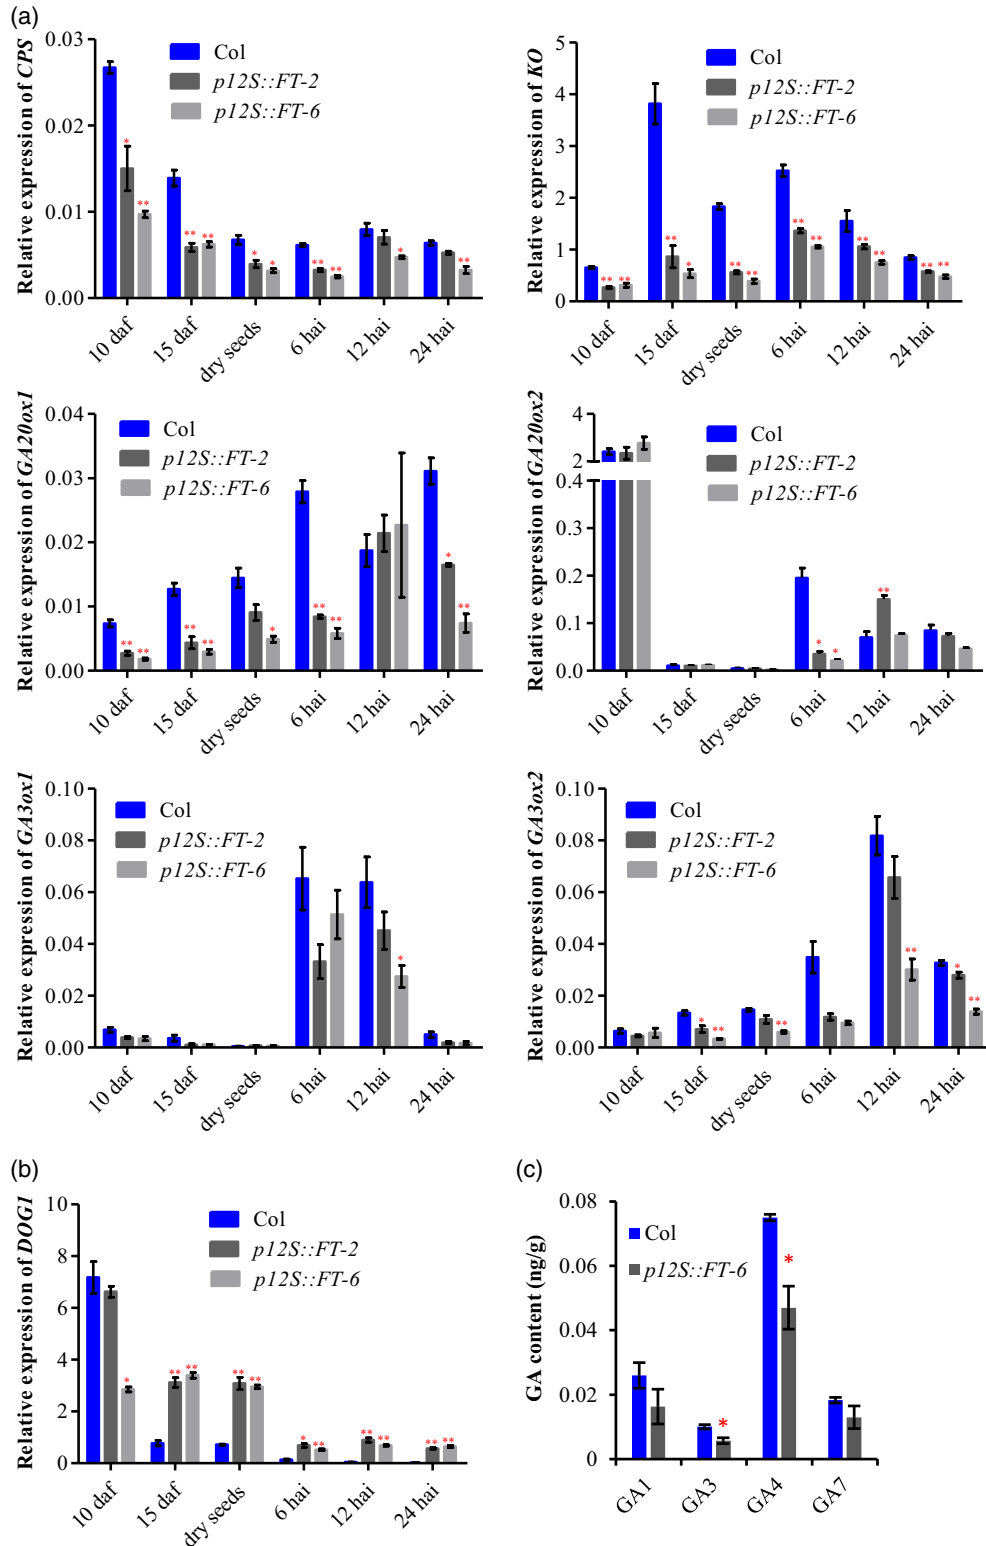 (a)
Relative expression of CPS
0.03
0.02
0.01
0.00
Col
p12S::FT-2
p12S::FT-6
* ** ** ** * * ** ** * **
10 daf
15 daf
dry seeds
6 hai
12 hai
24 hai
Relative expression of KO
5
4
3
2
1
0
Col
p12S::FT-2
p12S::FT-6
** ** ** * ** ** ** ** ** ** ** **
10 daf
15 daf
dry seeds
6 hai
12 hai
24 hai
Relative expression of GA20ox1
0.04
0.03
0.02
0.01
0.00
Col
p12S::FT-2
p12S::FT-6
** ** ** ** * ** ** * **
10 daf
15 daf
dry seeds
6 hai
12 hai
24 hai
Relative expression of GA20ox2
4
2
0.4
0.3
0.2
0.1
0.0
Col
p12S::FT-2
p12S::FT-6
* * **
10 daf
15 daf
dry seeds
6 hai
12 hai
24 hai
Relative expression of GA3ox1
0.10
0.08
0.06
0.04
0.02
0.00
Col
p12S::FT-2
p12S::FT-6
*
10 daf
15 daf
dry seeds
6 hai
12 hai
24 hai
Relative expression of GA3ox2
0.10
0.08
0.06
0.04
0.02
0.00
Col
p12S::FT-2
p12S::FT-6
* ** ** ** * **
10 daf
15 daf
dry seeds
6 hai
12 hai
24 hai
(b)
Relative expression of DOG1
10
8
6
4
2
0
Col
p12S::FT-2
p12S::FT-6
* ** ** ** ** * ** ** ** ** **
10 daf
15 daf
dry seeds
6 hai
12 hai
24 hai
(c)
GA content (ng/g)
0.08
0.06
0.04
0.02
0
Col
p12S::FT-6
* *
GA1
GA3
GA4
GA7